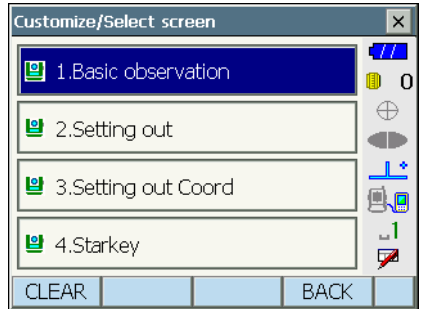 Customize/Select screen
1.Basic observation
0
2.Setting out
3.Setting out Coord
1
4.Starkey
CLEAR
BACK